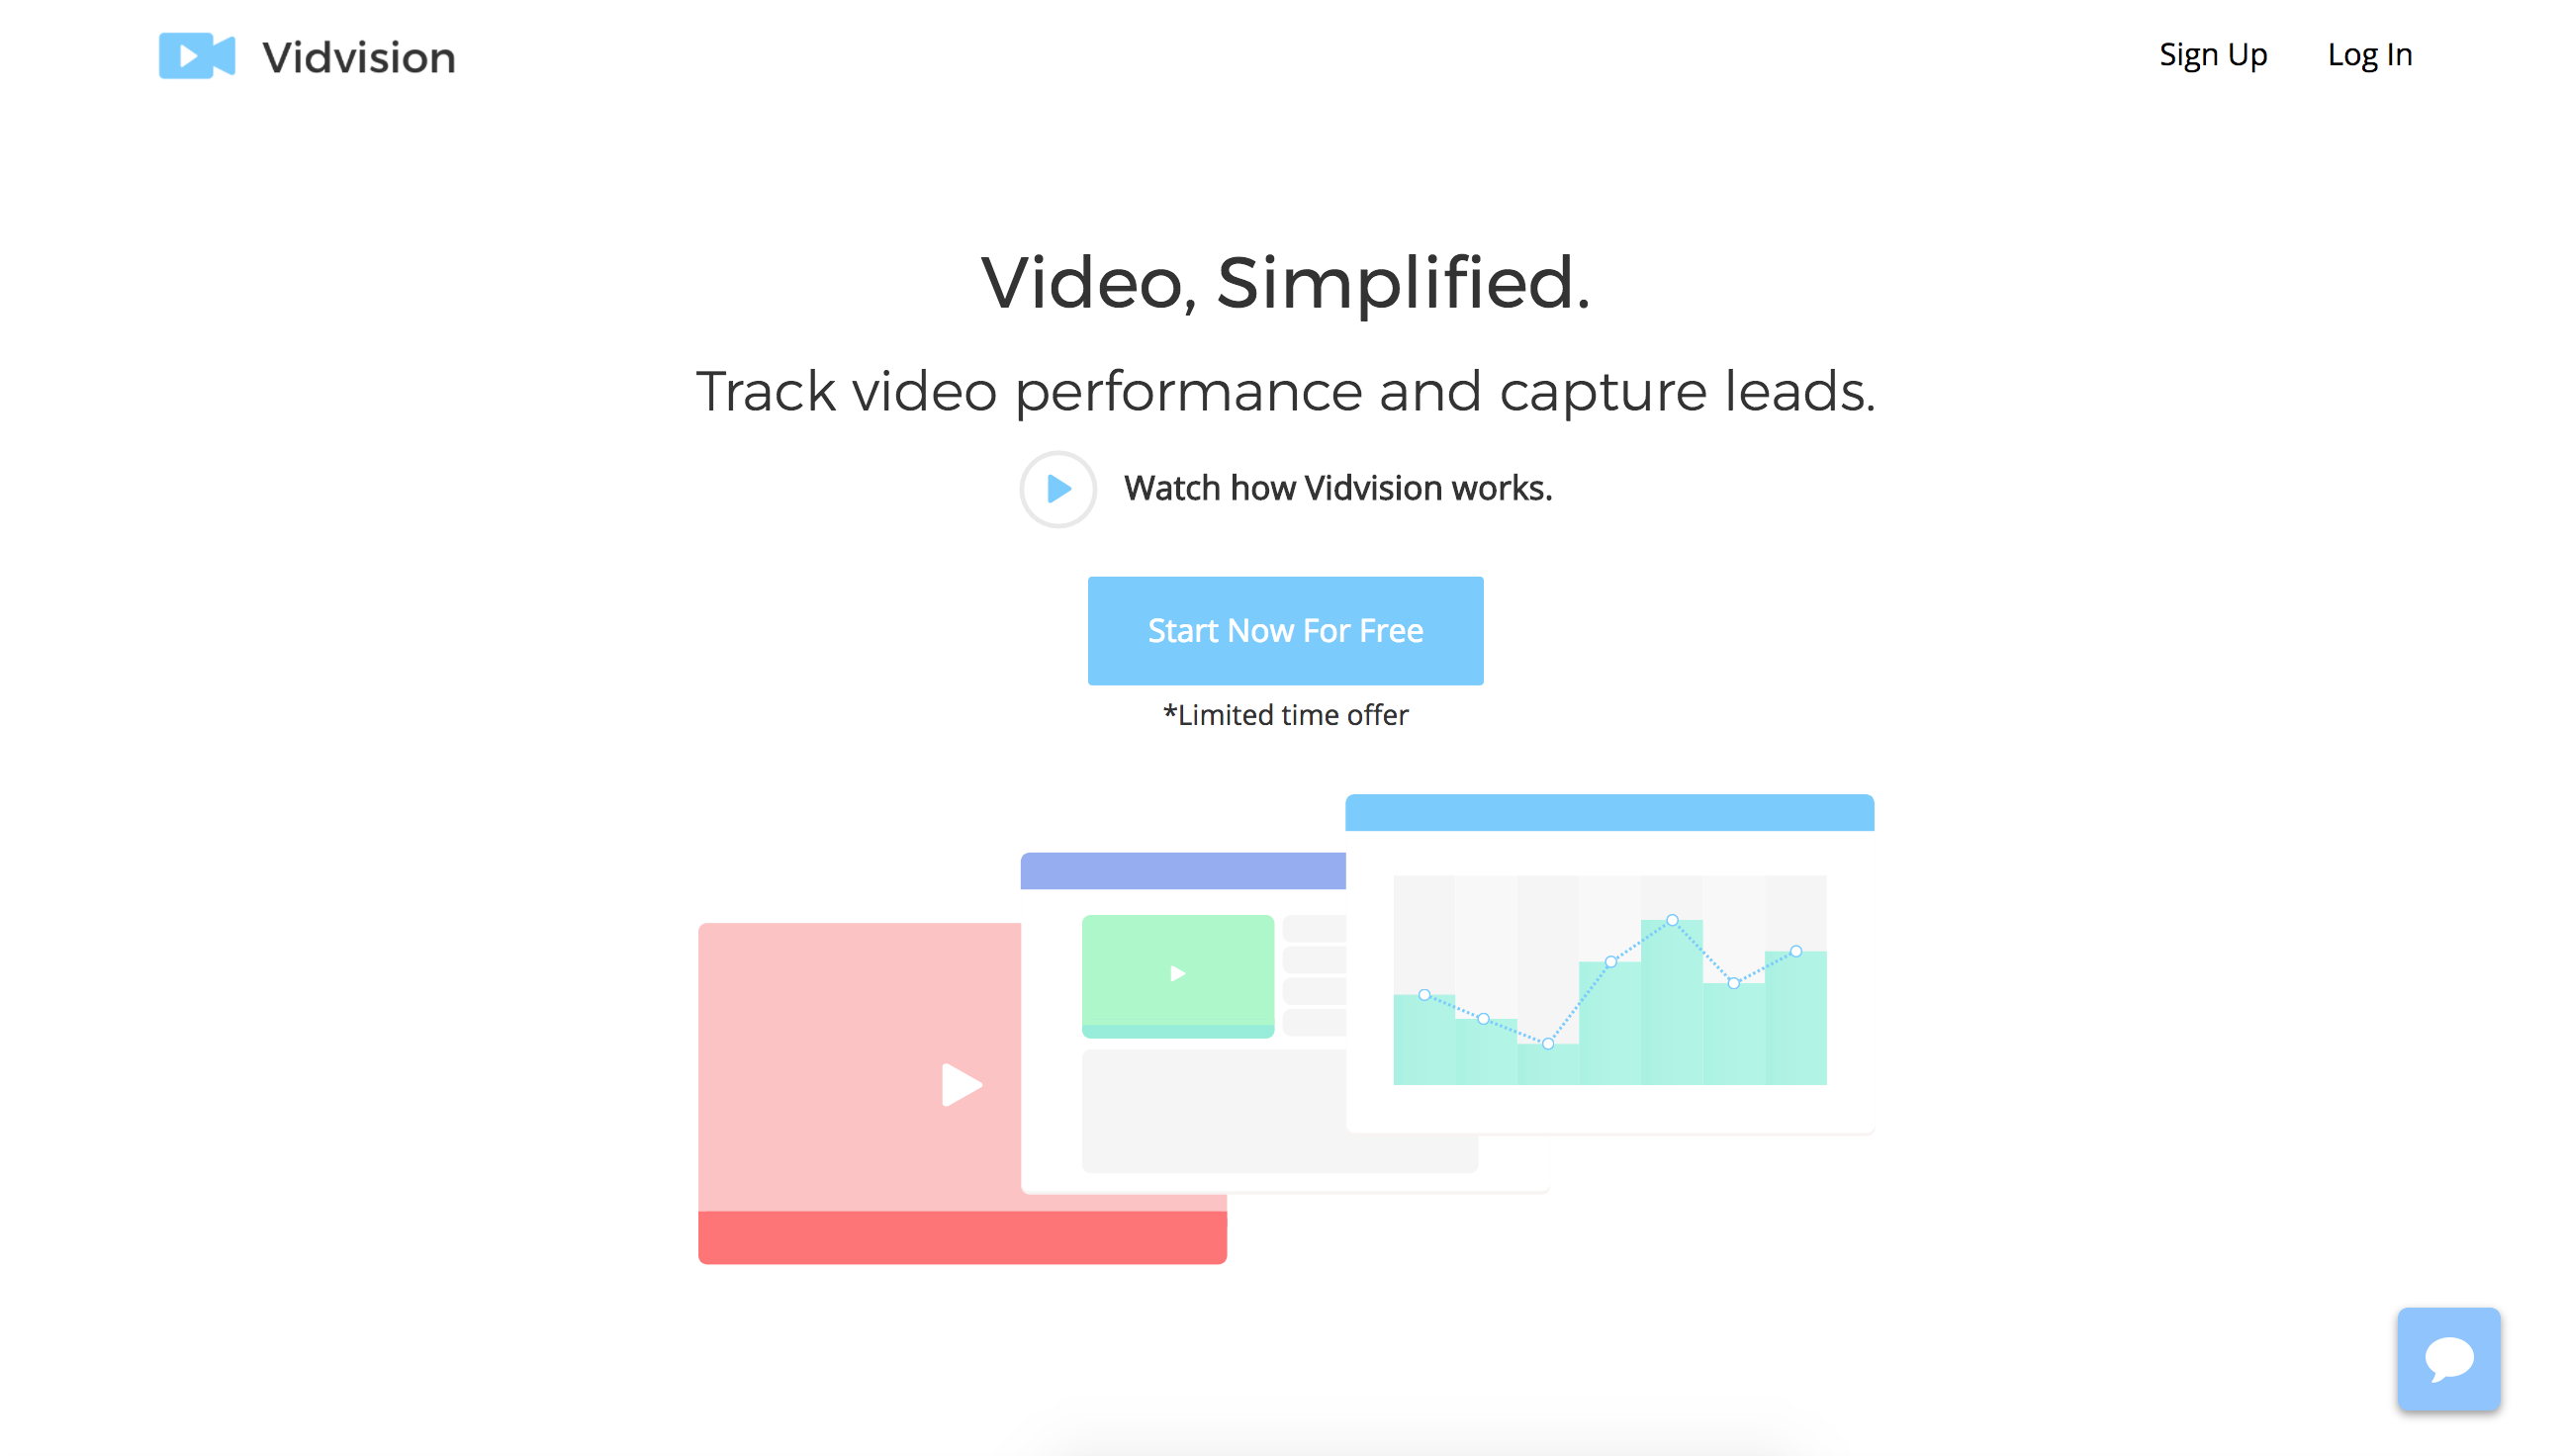 Vidvision
Sign Up
Log In
Video, Simplified.
Track video performance and capture leads.
Watch how Vidvision works.
Start Now For Free
*Limited time offer